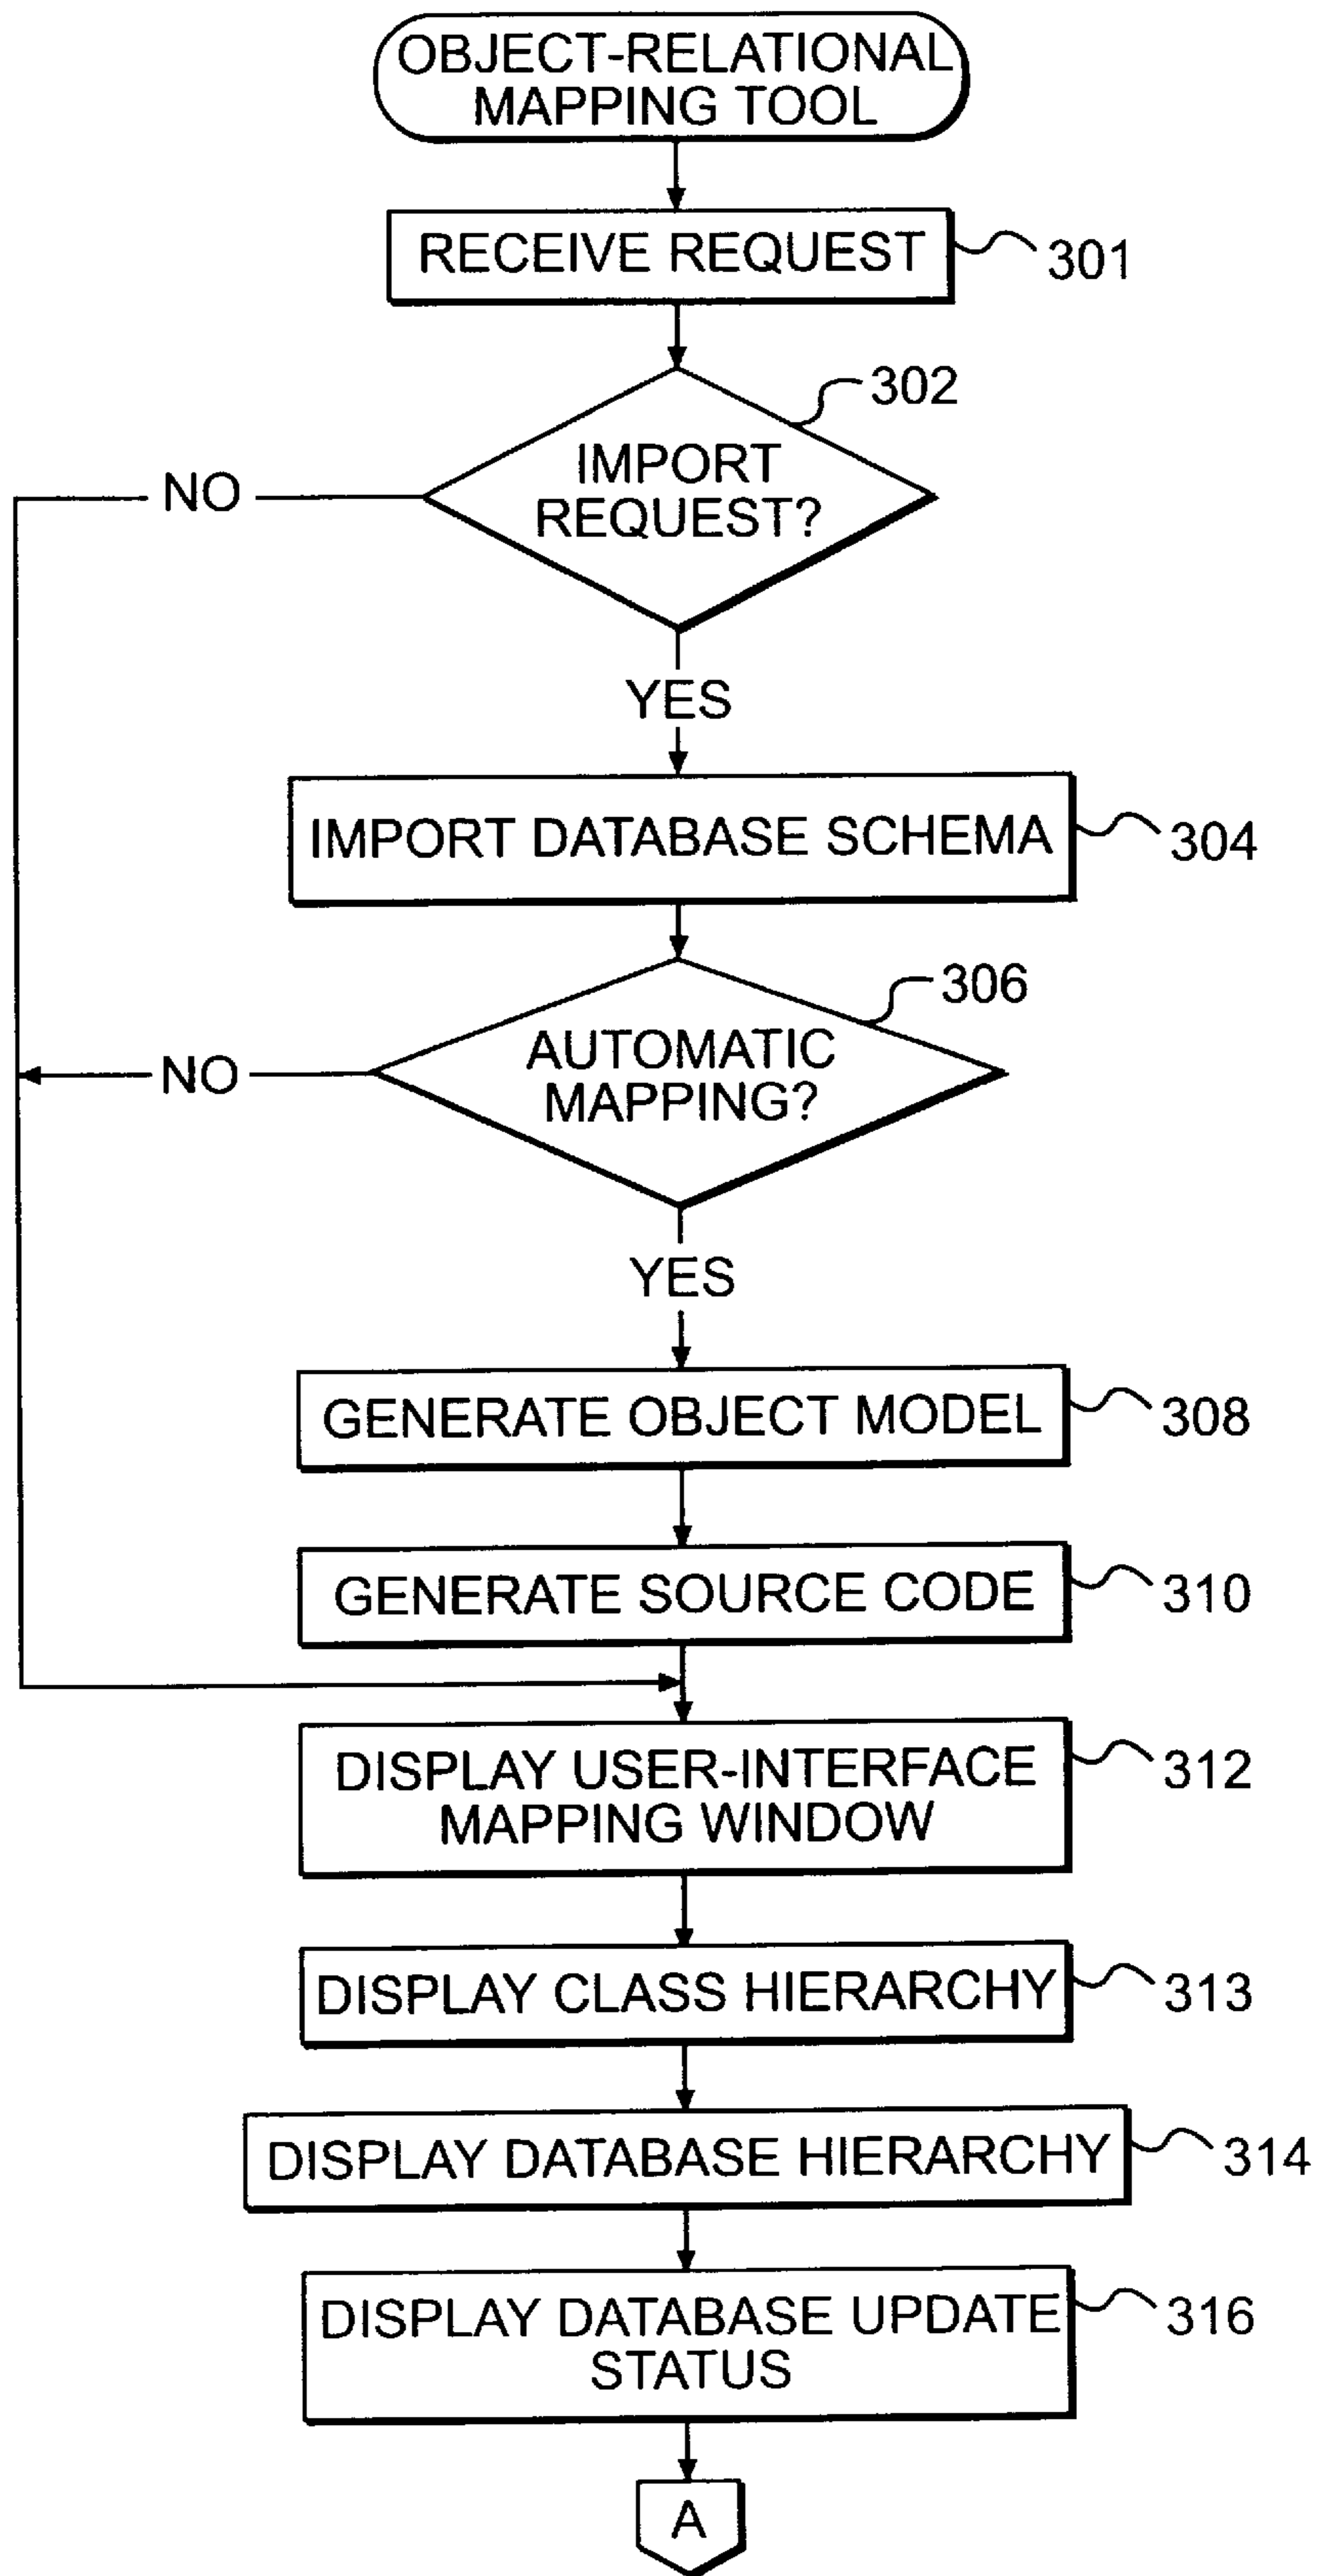 OBJECT-RELATIONAL
MAPPING TOOL
RECEIVE REQUEST
301
302
IMPORT
REQUEST?
NO
YES
IMPORT DATABASE SCHEMA
304
306
AUTOMATIC
MAPPING?
NO
YES
GENERATE OBJECT MODEL
308
GENERATE SOURCE CODE
310
DISPLAY USER-INTERFACE
MAPPING WINDOW
312
DISPLAY CLASS HIERARCHY
313
DISPLAY DATABASE HIERARCHY
314
DISPLAY DATABASE UPDATE
STATUS
316
A